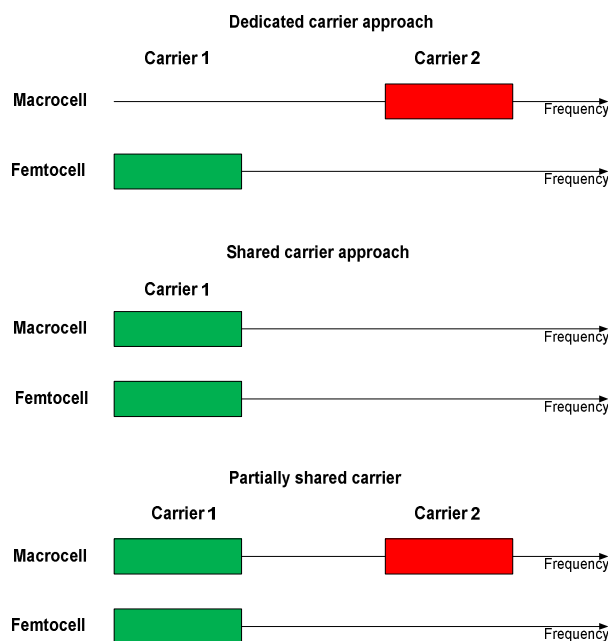 Dedicated carrier approach
Carrier 1 Carrier 2
Macrocell Frequency
Femtocell Frequency
Shared carrier approach
Carrier 1
Macrocell Frequency
Femtocell Frequency
Partially shared carrier
Carrier 1 Carrier 2
Macrocell Frequency
Femtocell Frequency